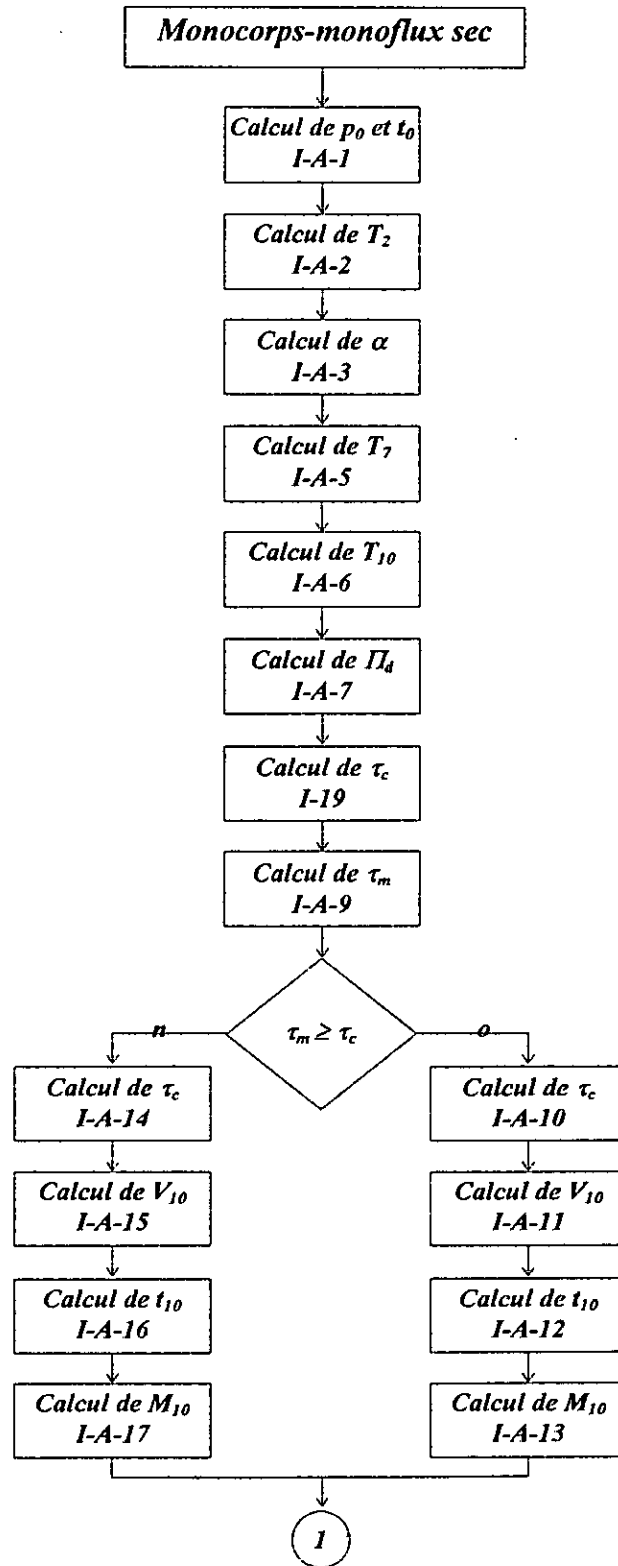 Monocorps-monoflux sec
Calcul de p₀ et t₀
I-A-1
Calcul de T₂
I-A-2
Calcul de α
I-A-3
Calcul de T₇
I-A-5
Calcul de T₁₀
I-A-6
Calcul de Π_d
I-A-7
Calcul de τ_c
I-19
Calcul de τ_m
I-A-9
τ_m ≥ τ_c
n
o
Calcul de τ_c
I-A-14
Calcul de V₁₀
I-A-15
Calcul de t₁₀
I-A-16
Calcul de M₁₀
I-A-17
Calcul de τ_c
I-A-10
Calcul de V₁₀
I-A-11
Calcul de t₁₀
I-A-12
Calcul de M₁₀
I-A-13
1